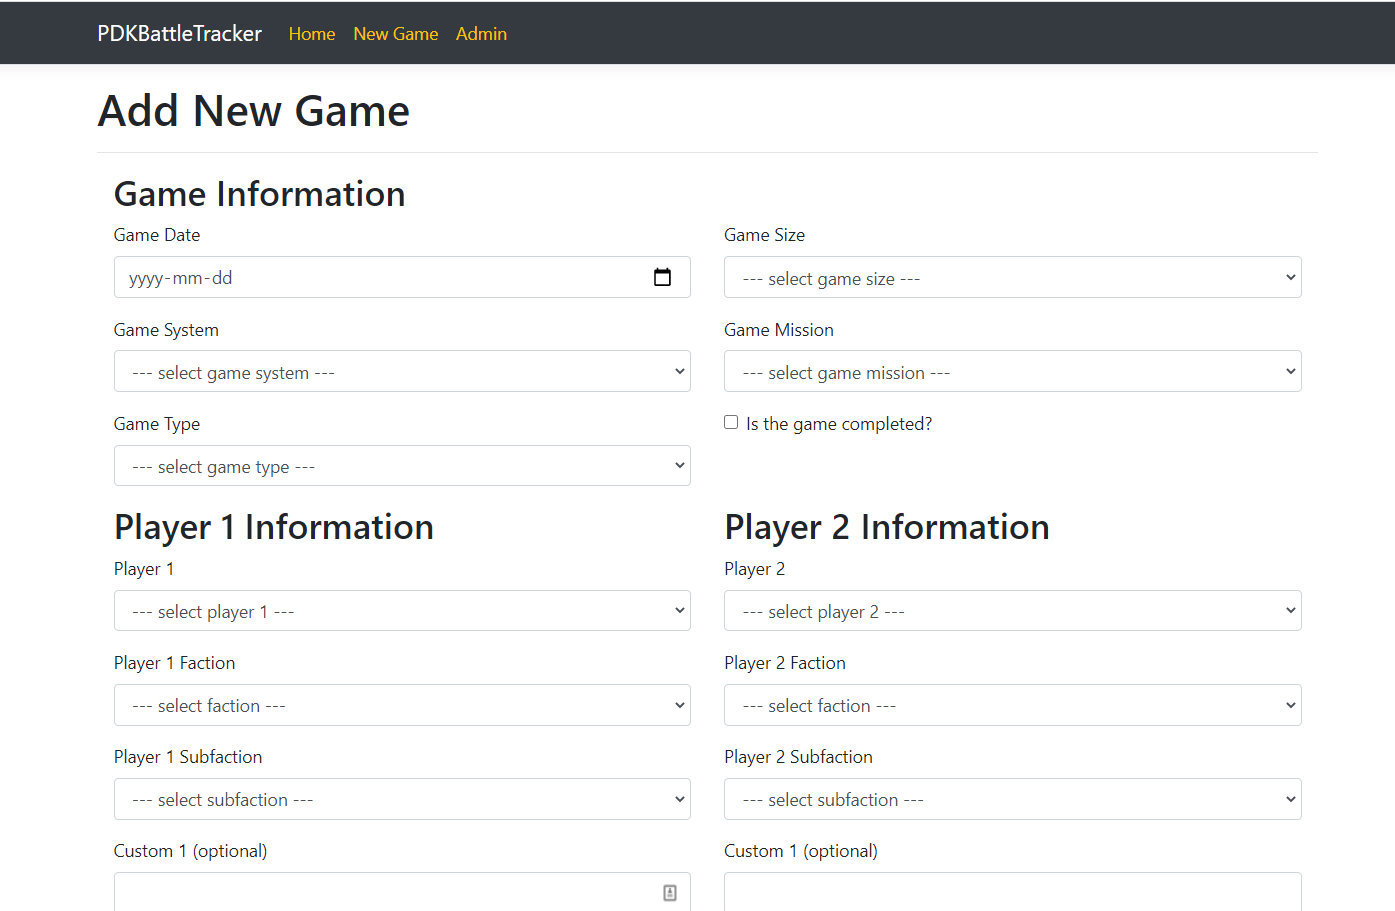 PDKBattleTracker Home New Game Admin
Add New Game
Game Information
Game Date
yyyy-mm-dd
Game Size
--- select game size ---
Game System
--- select game system ---
Game Mission
--- select game mission ---
Game Type
--- select game type ---
Is the game completed?
Player 1 Information
Player 1
--- select player 1 ---
Player 1 Faction
--- select faction ---
Player 1 Subfaction
--- select subfaction ---
Custom 1 (optional)
Player 2 Information
Player 2
--- select player 2 ---
Player 2 Faction
--- select faction ---
Player 2 Subfaction
--- select subfaction ---
Custom 1 (optional)